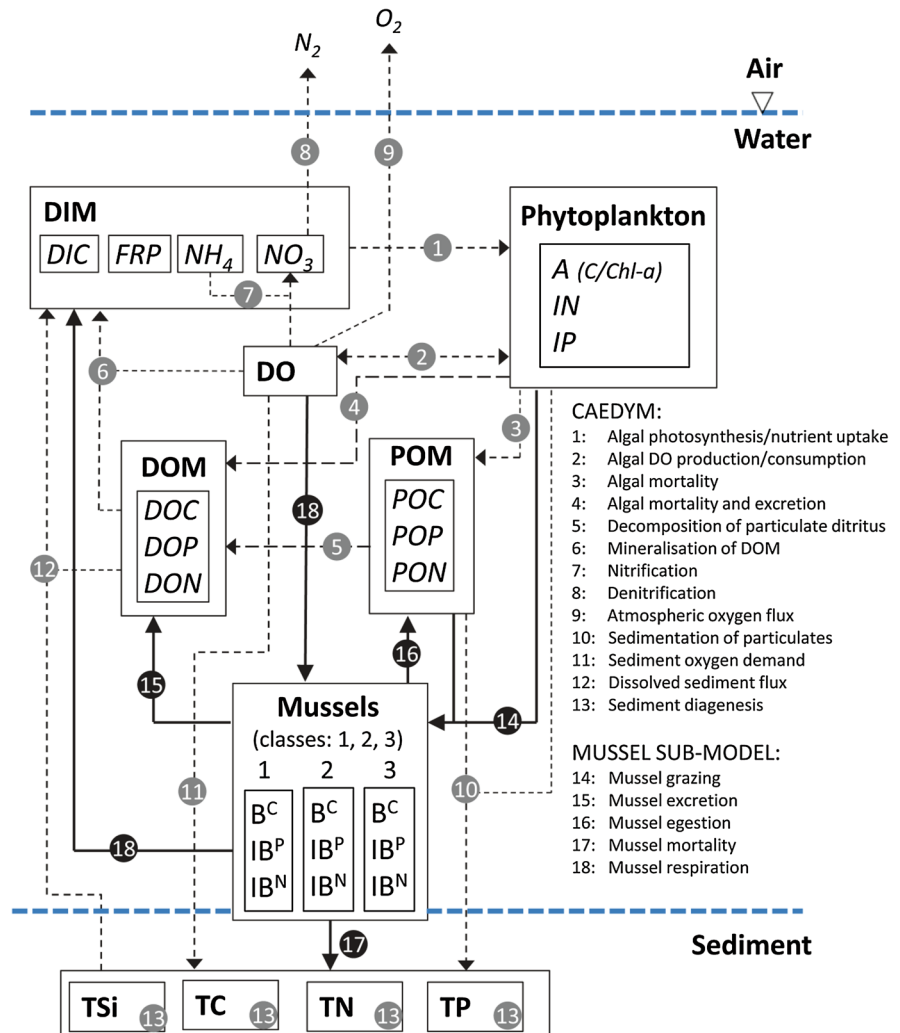 O2
N2
Air
Water
8
9
DIM
DIC FRP NH4 NO3
7
1
Phytoplankton
A (C/Chl-a)
IN
IP
DO
2
6
4
3
DOM
DOC
DOP
DON
POM
POC
POP
PON
18
5
12
CAEDYM:
1: Algal photosynthesis/nutrient uptake
2: Algal DO production/consumption
3: Algal mortality
4: Algal mortality and excretion
5: Decomposition of particulate ditritus
6: Mineralisation of DOM
7: Nitrification
8: Denitrification
9: Atmospheric oxygen flux
10: Sedimentation of particulates
11: Sediment oxygen demand
12: Dissolved sediment flux
13: Sediment diagenesis
MUSSEL SUB-MODEL:
14: Mussel grazing
15: Mussel excretion
16: Mussel egestion
17: Mussel mortality
18: Mussel respiration
15
16
14
Mussels
(classes: 1, 2, 3)
1 2 3
BC BC BC
IBP IBP IBP
IBN IBN IBN
11
10
18
17
Sediment
TSi 13 TC 13 TN 13 TP 13